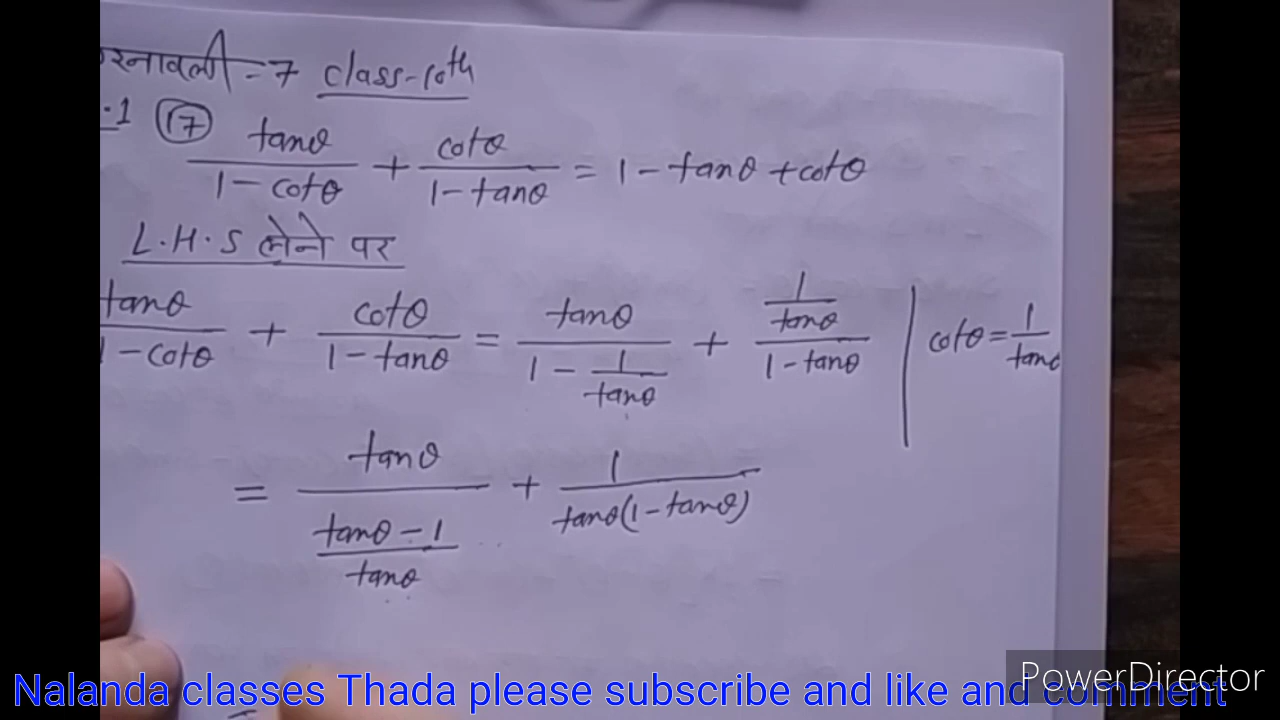 रनावली-7 class-10th
.1 (17) tanθ/(1-cotθ) + cotθ/(1-tanθ) = 1-tanθ+cotθ
L.H.S लेने पर
tanθ/(1-cotθ) + cotθ/(1-tanθ) = tanθ/(1-1/tanθ) + (1/tanθ)/(1-tanθ) | cotθ=1/tanθ
= tanθ/((tanθ-1)/tanθ) + 1/(tanθ(1-tanθ))
=
Nalanda classes Thada please subscribe and like and comment
PowerDirector